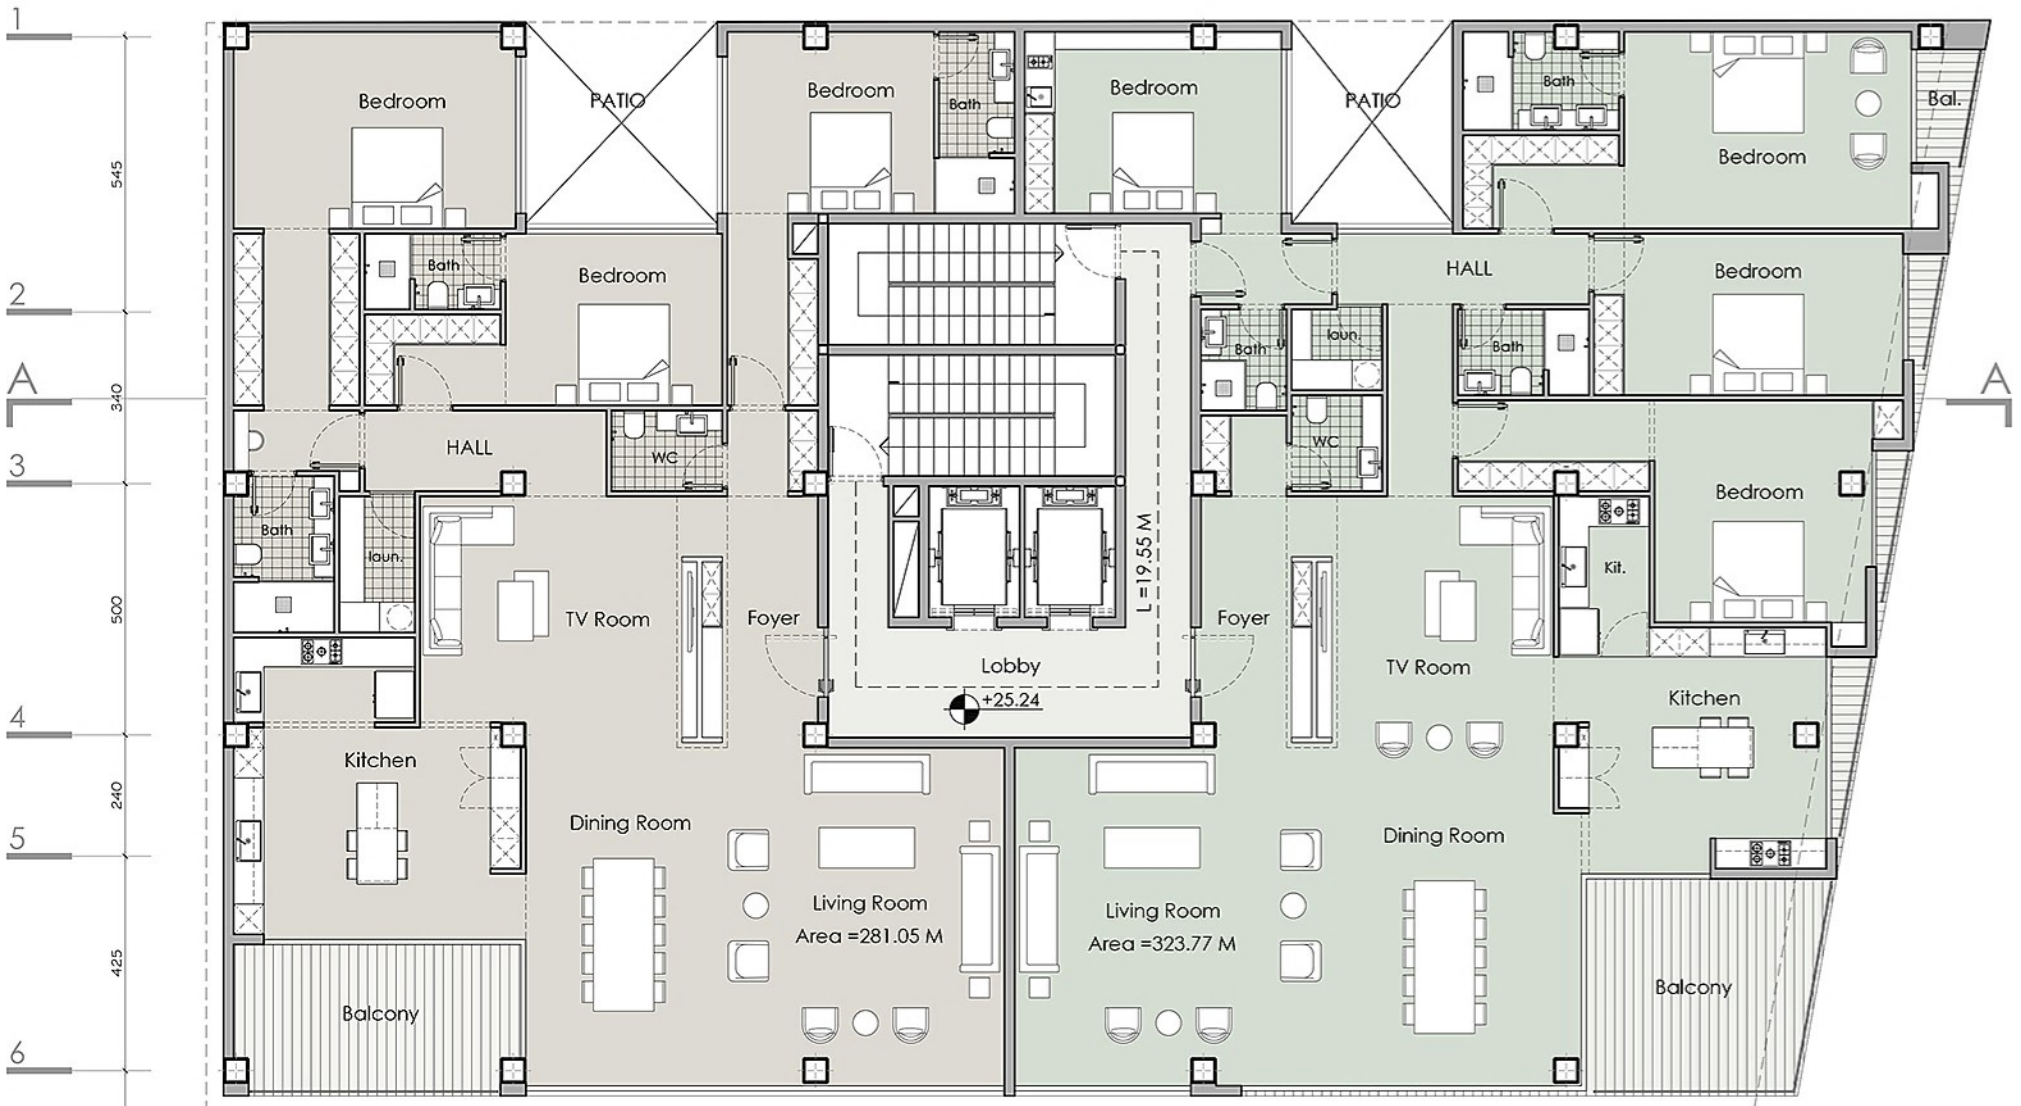 1
PATIO
PATIO
Bedroom
Bedroom
Bath
Bedroom
Bath
Bedroom
Bal.
545
2
Bath
Bedroom
HALL
Bedroom
Bath
laun.
Bath
A
340
A
3
HALL
WC
WC
Bedroom
Bath
laun.
Kit.
L=19.55 M
500
TV Room
Foyer
Foyer
TV Room
Lobby
+25.24
4
Kitchen
Kitchen
240
5
Dining Room
Dining Room
Living Room
Area =281.05 M
Living Room
Area =323.77 M
425
Balcony
Balcony
6